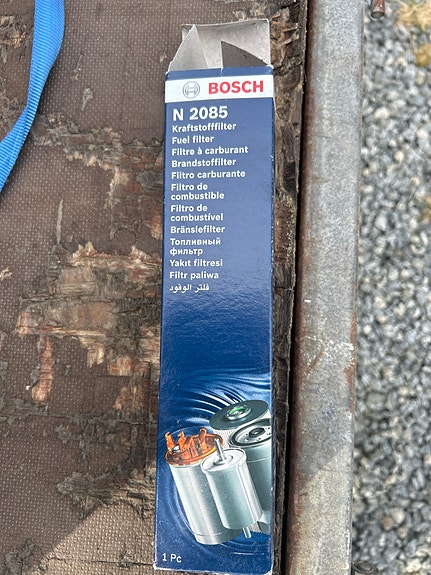 BOSCH
N 2085
Kraftstofffilter
Fuel filter
Filtre à carburant
Brandstoffilter
Filtro carburante
Filtro de
combustible
Filtro de
combustível
Bränslefilter
Топливный
фильтр
Yakıt filtresi
Filtr paliwa
فلتر الوقود
1 Pc